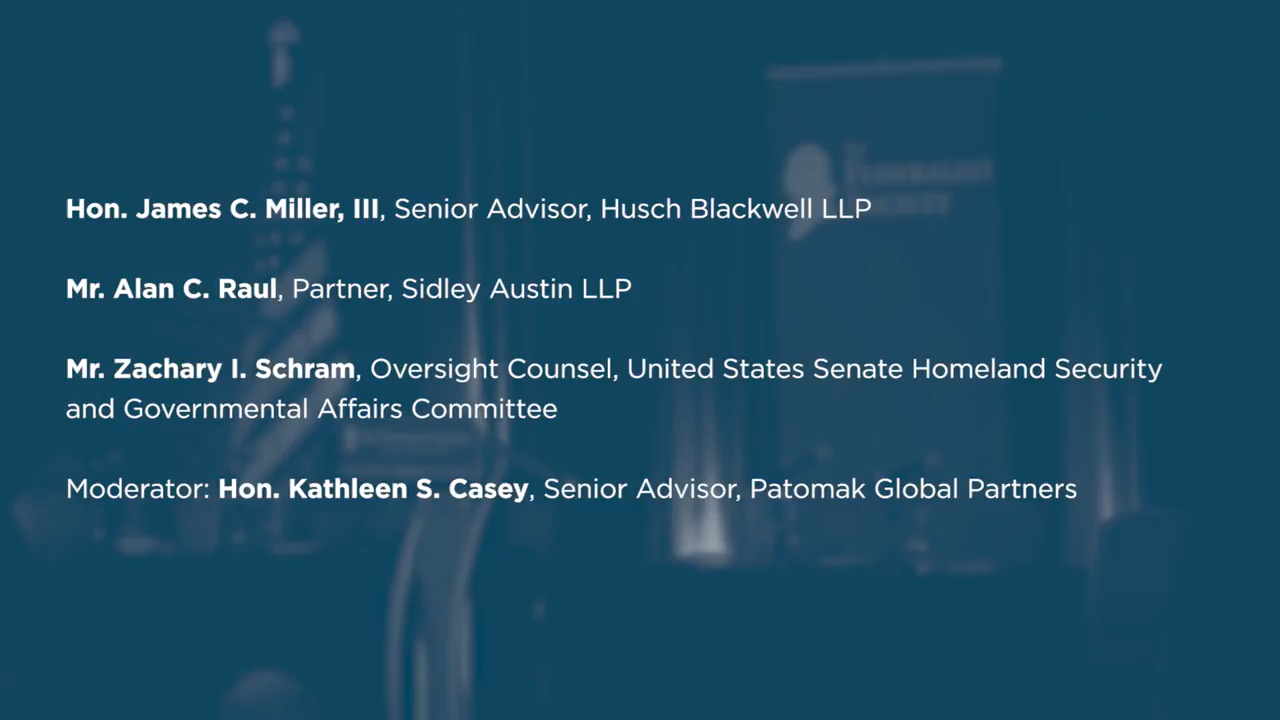 Hon. James C. Miller, III, Senior Advisor, Husch Blackwell LLP
Mr. Alan C. Raul, Partner, Sidley Austin LLP
Mr. Zachary I. Schram, Oversight Counsel, United States Senate Homeland Security
and Governmental Affairs Committee
Moderator: Hon. Kathleen S. Casey, Senior Advisor, Patomak Global Partners